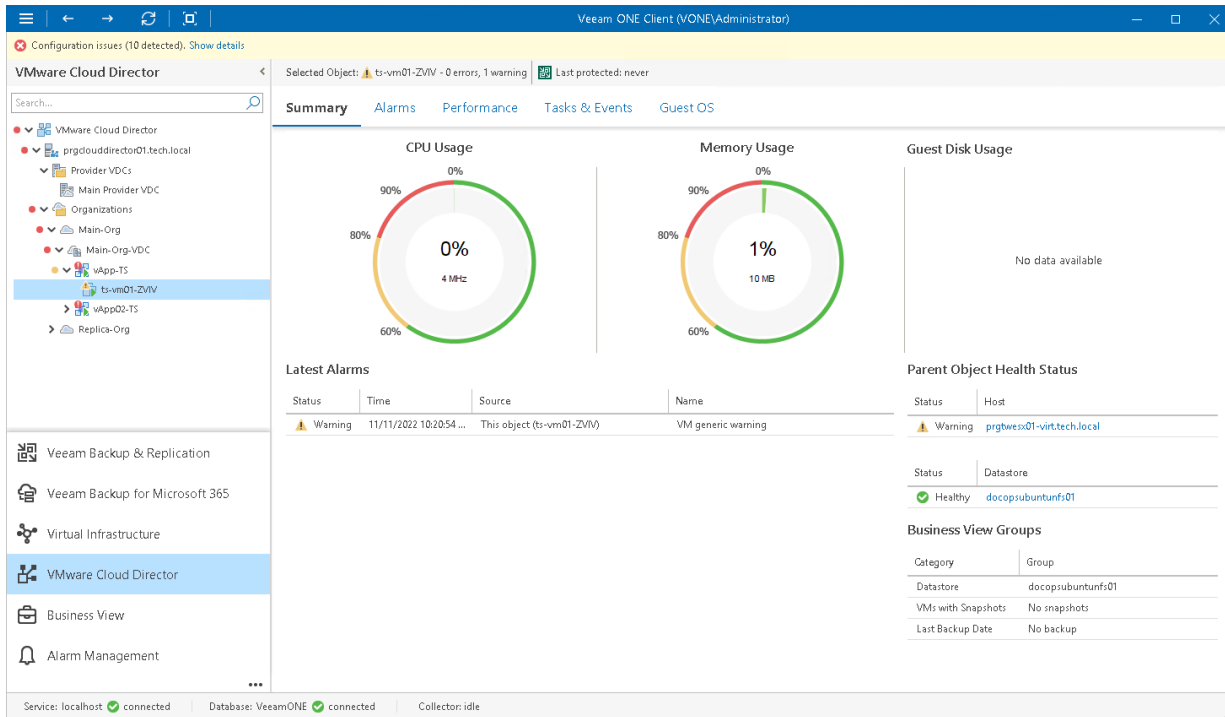 Veeam ONE Client (VONE\Administrator)
Configuration issues (10 detected). Show details
VMware Cloud Director
Selected Object: ts-vm01-ZVIV - 0 errors, 1 warning
Last protected: never
Search...
Summary Alarms Performance Tasks & Events Guest OS
VMware Cloud Director
prgclouddirector01.tech.local
Provider VDCs
Main Provider VDC
Organizations
Main-Org
Main-Org-VDC
vApp-TS
ts-vm01-ZVIV
vApp02-TS
Replica-Org
CPU Usage
0%
90%
80%
60%
0%
4 MHz
Memory Usage
0%
90%
80%
60%
1%
10 MB
Guest Disk Usage
No data available
Latest Alarms
Status Time Source Name
Warning 11/11/2022 10:20:54 ... This object (ts-vm01-ZVIV) VM generic warning
Parent Object Health Status
Status Host
Warning prgtwesx01-virt.tech.local
Status Datastore
Healthy docopsubuntunfs01
Business View Groups
Category Group
Datastore docopsubuntunfs01
VMs with Snapshots No snapshots
Last Backup Date No backup
Veeam Backup & Replication
Veeam Backup for Microsoft 365
Virtual Infrastructure
VMware Cloud Director
Business View
Alarm Management
Service: localhost connected Database: VeeamONE connected Collector: idle